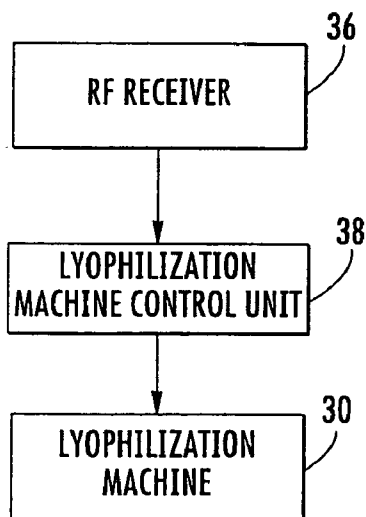 36
RF RECEIVER
38
LYOPHILIZATION
MACHINE CONTROL UNIT
30
LYOPHILIZATION
MACHINE